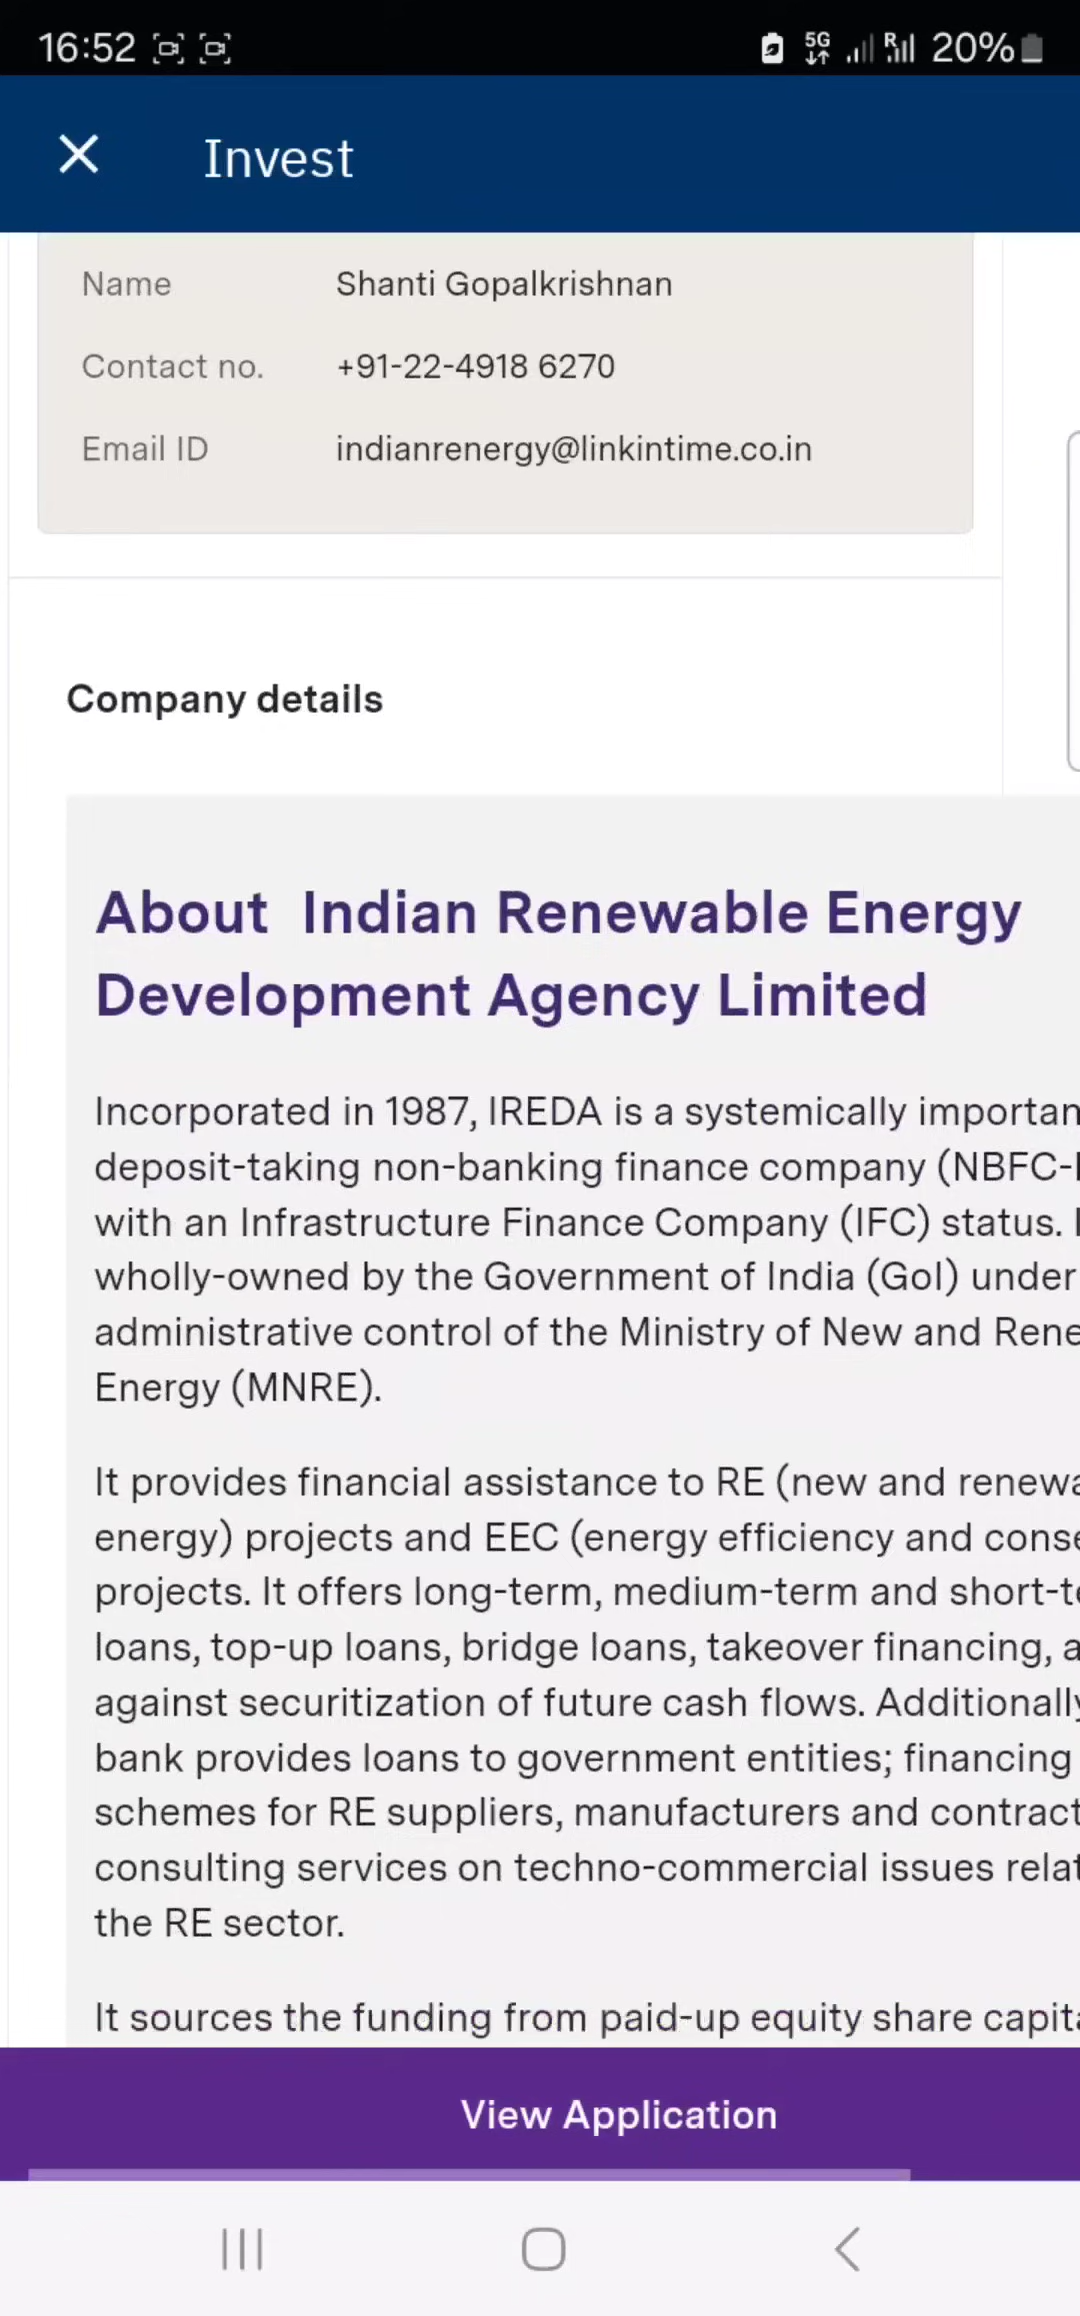 16:52 5G R 20%
Invest
Name Shanti Gopalkrishnan
Contact no. +91-22-4918 6270
Email ID indianrenergy@linkintime.co.in
Company details
About Indian Renewable Energy
Development Agency Limited
Incorporated in 1987, IREDA is a systemically importan
deposit-taking non-banking finance company (NBFC-
with an Infrastructure Finance Company (IFC) status.
wholly-owned by the Government of India (GoI) under
administrative control of the Ministry of New and Rene
Energy (MNRE).
It provides financial assistance to RE (new and renewa
energy) projects and EEC (energy efficiency and conse
projects. It offers long-term, medium-term and short-te
loans, top-up loans, bridge loans, takeover financing, a
against securitization of future cash flows. Additionally
bank provides loans to government entities; financing
schemes for RE suppliers, manufacturers and contract
consulting services on techno-commercial issues relat
the RE sector.
It sources the funding from paid-up equity share capita
View Application